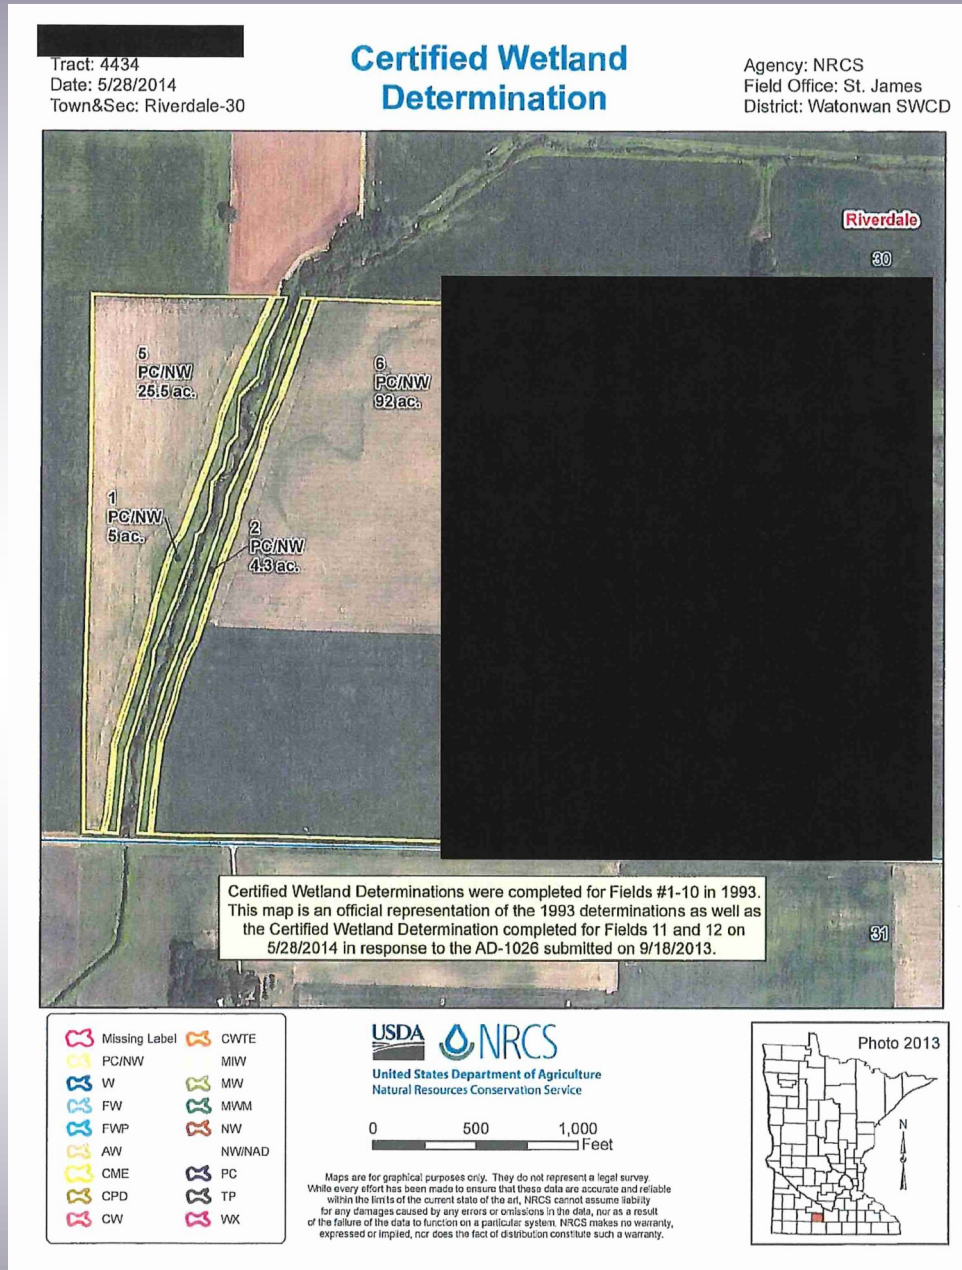 Certified Wetland
Determination
Tract: 4434
Date: 5/28/2014
Town&Sec: Riverdale-30
Agency: NRCS
Field Office: St. James
District: Watonwan SWCD
Riverdale
30
5
PC/NW
25.5 ac.
6
PC/NW
92 ac.
1
PC/NW
5 ac.
2
PC/NW
4.3 ac.
Certified Wetland Determinations were completed for Fields #1-10 in 1993.
This map is an official representation of the 1993 determinations as well as
the Certified Wetland Determination completed for Fields 11 and 12 on
5/28/2014 in response to the AD-1026 submitted on 9/18/2013.
31
Missing Label
PC/NW
W
FW
FWP
AW
CME
CPD
CW
CWTE
MIW
MW
MWM
NW
NW/NAD
PC
TP
WX
USDA NRCS
United States Department of Agriculture
Natural Resources Conservation Service
0 500 1,000
Feet
Maps are for graphical purposes only. They do not represent a legal survey.
While every effort has been made to ensure that these data are accurate and reliable
within the limits of the current state of the art, NRCS cannot assume liability
for any damages caused by any errors or omissions in the data, nor as a result
of the failure of the data to function on a particular system. NRCS makes no warranty,
expressed or implied, nor does the fact of distribution constitute such a warranty.
Photo 2013
N